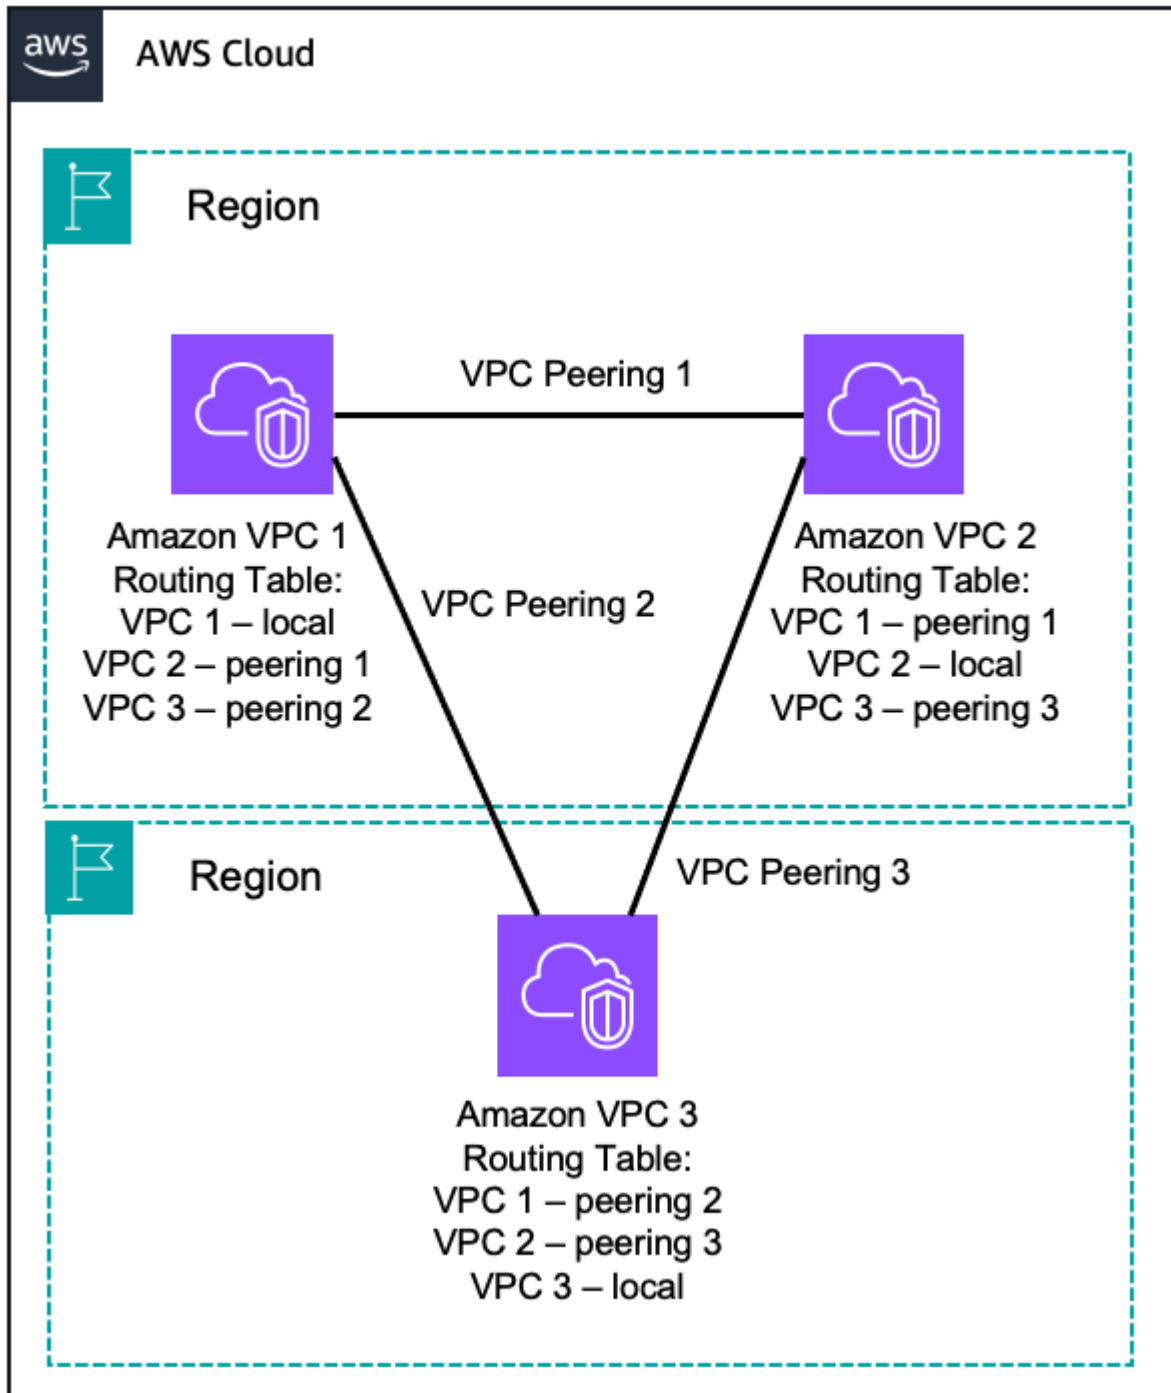 aws
AWS Cloud
Region
VPC Peering 1
Amazon VPC 1
Routing Table:
VPC 1 – local
VPC 2 – peering 1
VPC 3 – peering 2
VPC Peering 2
Amazon VPC 2
Routing Table:
VPC 1 – peering 1
VPC 2 – local
VPC 3 – peering 3
Region
VPC Peering 3
Amazon VPC 3
Routing Table:
VPC 1 – peering 2
VPC 2 – peering 3
VPC 3 – local